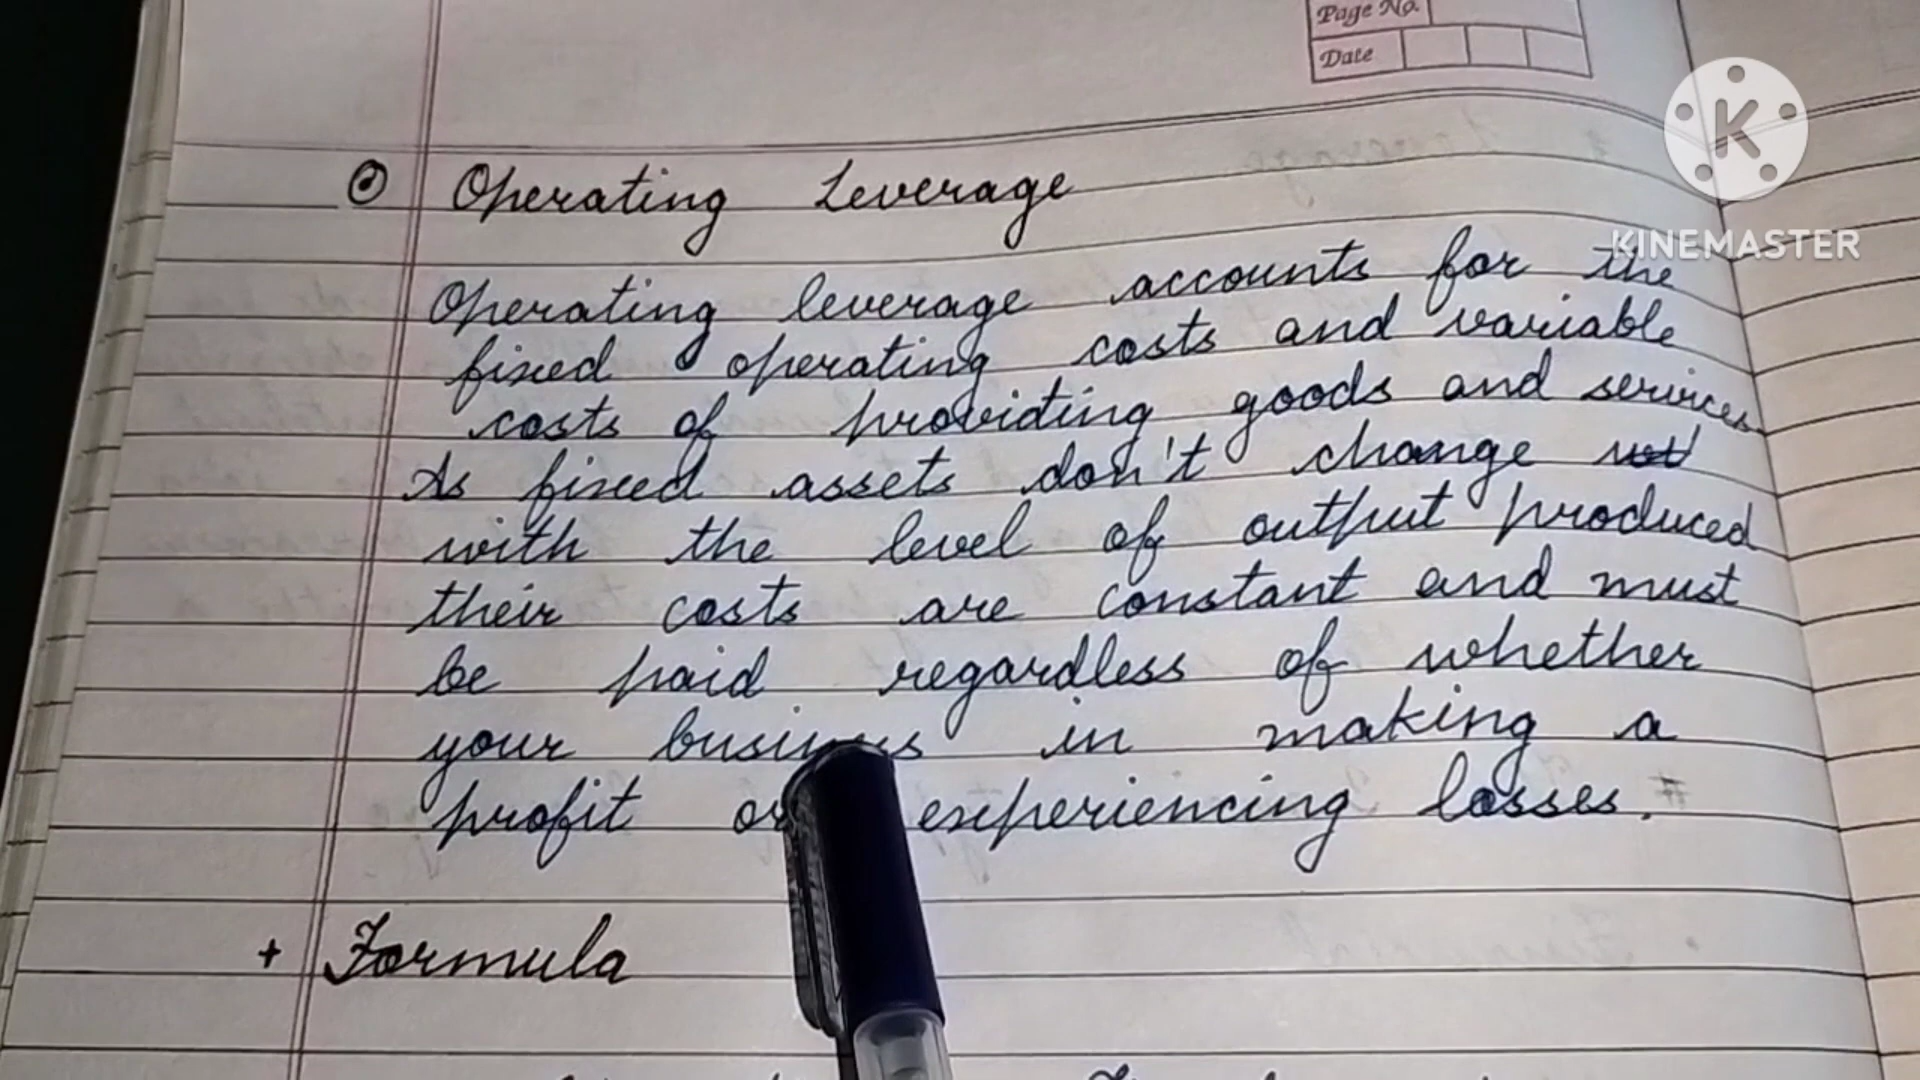 Page No.
Date
KINEMASTER
Operating Leverage
Operating leverage accounts for the
fixed operating costs and variable
costs of providing goods and services
As fixed assets don't change
with the level of output produced
their costs are constant and must
be paid regardless of whether
your business in making a
profit or experiencing losses.
+ Formula